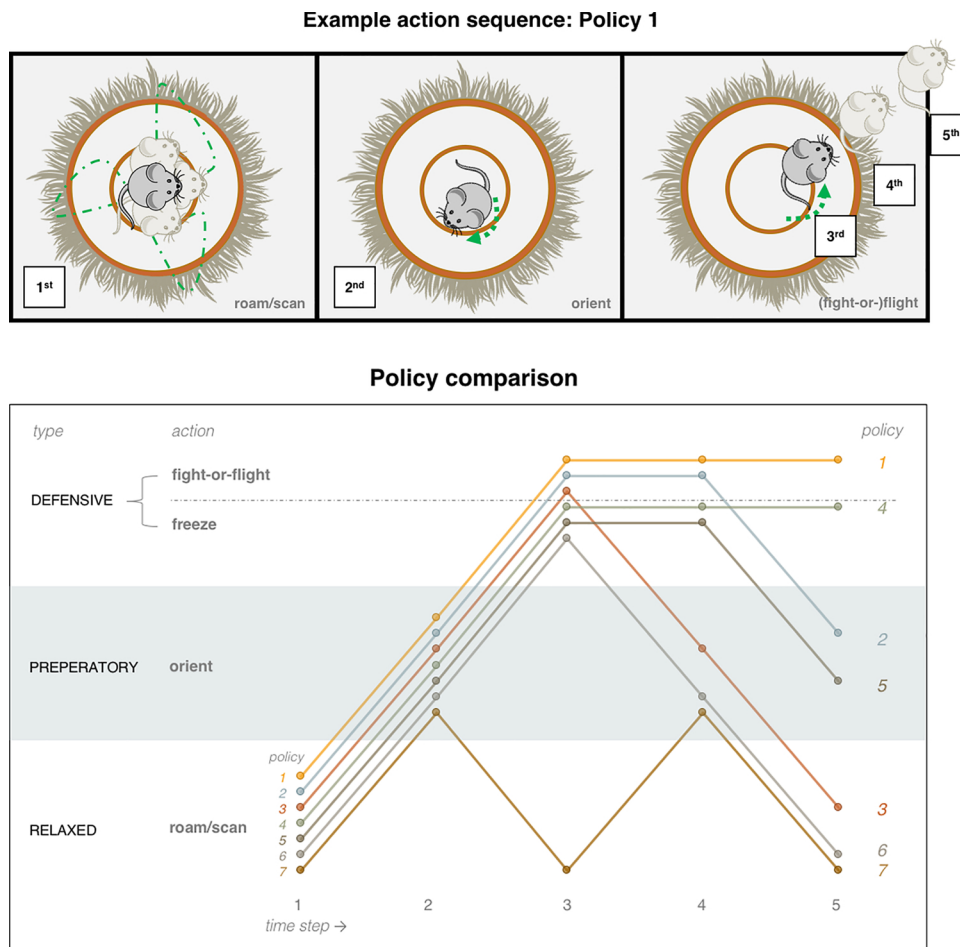 Example action sequence: Policy 1
1st
roam/scan
2nd
orient
3rd
4th
5th
(fight-or-)flight
Policy comparison
type action policy
fight-or-flight
1
DEFENSIVE
4
freeze
PREPERATORY orient
2
5
policy
1
2
3
4
5
6
7
RELAXED roam/scan
3
6
7
1 2 3 4 5
time step →